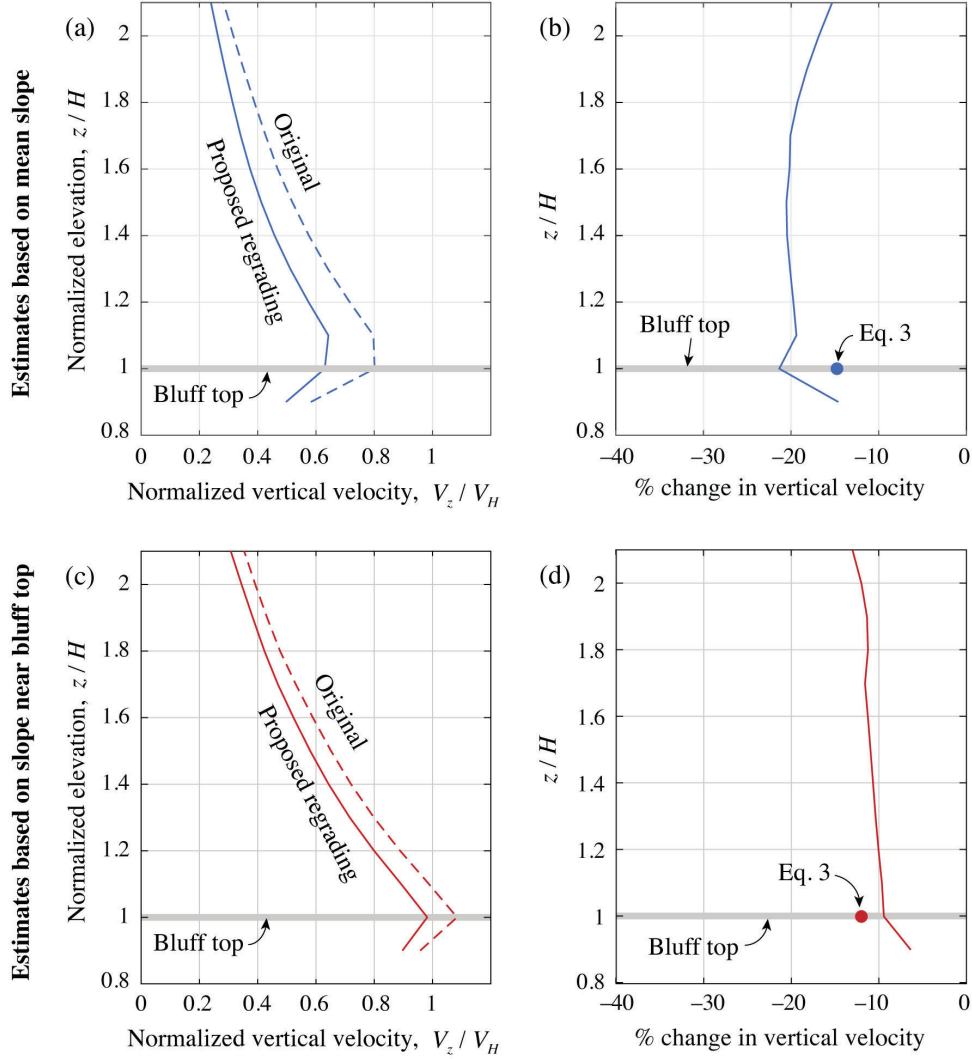 Estimates based on mean slope
(a)
Normalized elevation, z / H
2
1.8
1.6
1.4
1.2
1
0.8
Original
Proposed regrading
Bluff top
0 0.2 0.4 0.6 0.8 1
Normalized vertical velocity, V_z / V_H
(b)
z / H
2
1.8
1.6
1.4
1.2
1
0.8
Bluff top
Eq. 3
−40 −30 −20 −10 0
% change in vertical velocity
Estimates based on slope near bluff top
(c)
Normalized elevation, z / H
2
1.8
1.6
1.4
1.2
1
0.8
Original
Proposed regrading
Bluff top
0 0.2 0.4 0.6 0.8 1
Normalized vertical velocity, V_z / V_H
(d)
z / H
2
1.8
1.6
1.4
1.2
1
0.8
Eq. 3
Bluff top
−40 −30 −20 −10 0
% change in vertical velocity